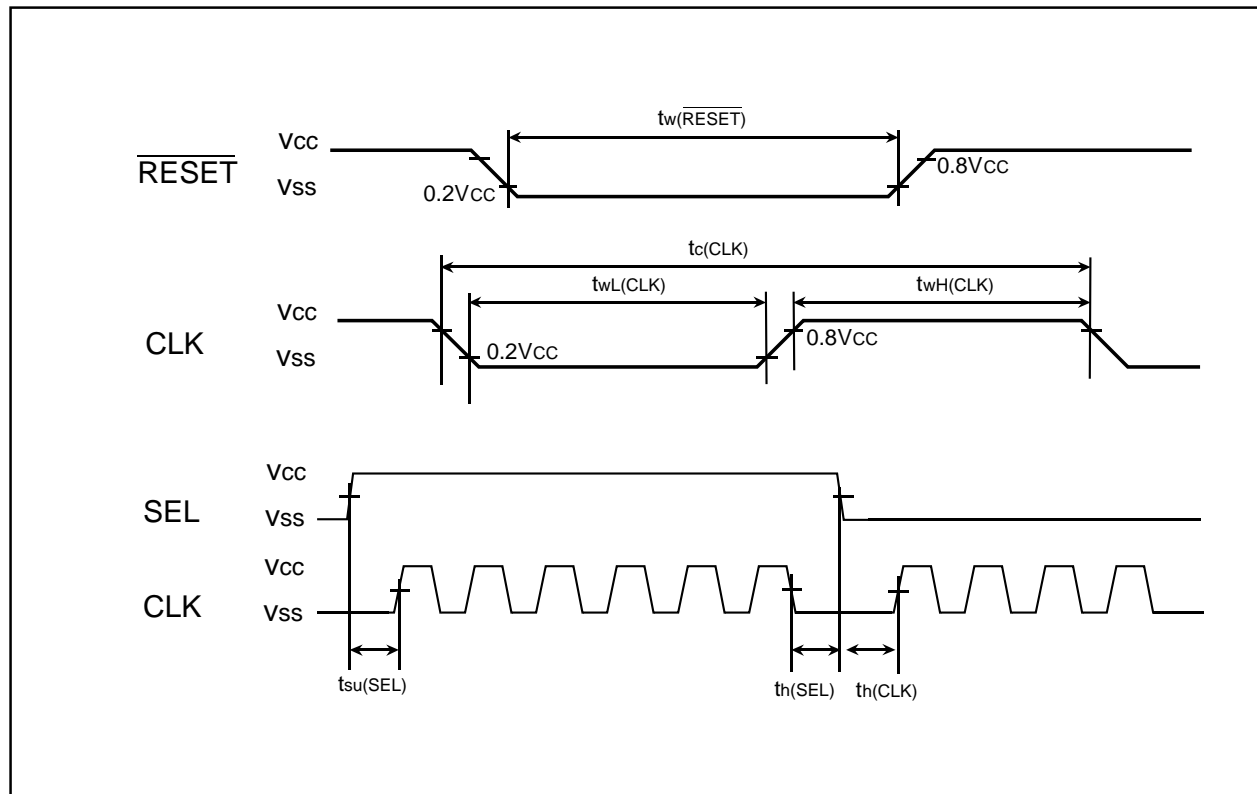 tw(RESET)
VCC
RESET
VSS
0.2VCC
0.8VCC
tc(CLK)
twL(CLK)
twH(CLK)
VCC
CLK
VSS
0.2VCC
0.8VCC
VCC
SEL
VSS
VCC
CLK
VSS
tsu(SEL)
th(SEL)
th(CLK)